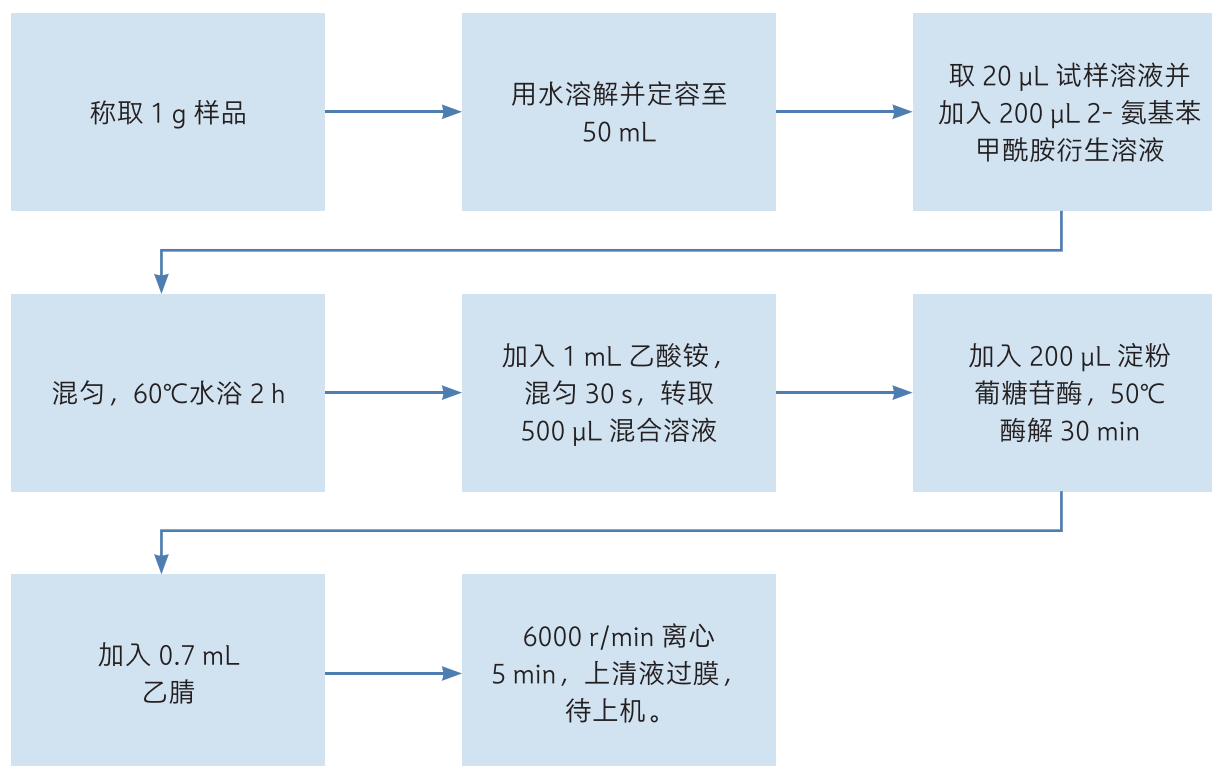 称取 1 g 样品
用水溶解并定容至
50 mL
取 20 μL 试样溶液并
加入 200 μL 2- 氨基苯
甲酰胺衍生溶液
混匀，60℃水浴 2 h
加入 1 mL 乙酸铵，
混匀 30 s，转取
500 μL 混合溶液
加入 200 μL 淀粉
葡糖苷酶，50℃
酶解 30 min
加入 0.7 mL
乙腈
6000 r/min 离心
5 min，上清液过膜，
待上机。